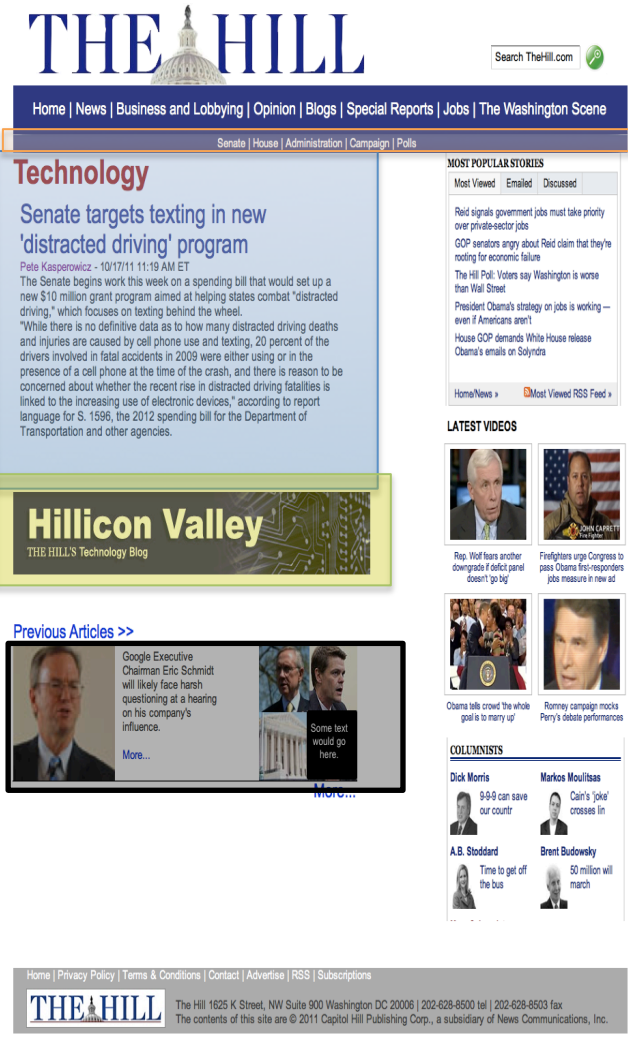 THE HILL
Search TheHill.com
Home | News | Business and Lobbying | Opinion | Blogs | Special Reports | Jobs | The Washington Scene
Senate | House | Administration | Campaign | Polls
Technology
Senate targets texting in new
'distracted driving' program
Pete Kasperowicz - 10/17/11 11:19 AM ET
The Senate begins work this week on a spending bill that would set up a
new $10 million grant program aimed at helping states combat "distracted
driving," which focuses on texting behind the wheel.
"While there is no definitive data as to how many distracted driving deaths
and injuries are caused by cell phone use and texting, 20 percent of the
drivers involved in fatal accidents in 2009 were either using or in the
presence of a cell phone at the time of the crash, and there is reason to be
concerned about whether the recent rise in distracted driving fatalities is
linked to the increasing use of electronic devices," according to report
language for S. 1596, the 2012 spending bill for the Department of
Transportation and other agencies.
Hillicon Valley
THE HILL'S Technology Blog
Previous Articles >>
Google Executive
Chairman Eric Schmidt
will likely face harsh
questioning at a hearing
on his company's
influence.
More...
Some text
would go
here.
More...
MOST POPULAR STORIES
Most Viewed Emailed Discussed
Reid signals government jobs must take priority
over private-sector jobs
GOP senators angry about Reid claim that they're
rooting for economic failure
The Hill Poll: Voters say Washington is worse
than Wall Street
President Obama's strategy on jobs is working —
even if Americans aren't
House GOP demands White House release
Obama's emails on Solyndra
Home/News » Most Viewed RSS Feed »
LATEST VIDEOS
JOHN CAPRETT
Fire Fighter
Rep. Wolf fears another
downgrade if deficit panel
doesn't 'go big'
Firefighters urge Congress to
pass Obama first-responders
jobs measure in new ad
Obama tells crowd 'the whole
goal is to marry up'
Romney campaign mocks
Perry's debate performances
COLUMNISTS
Dick Morris
9-9-9 can save
our countr
Markos Moulitsas
Cain's 'joke'
crosses lin
A.B. Stoddard
Time to get off
the bus
Brent Budowsky
50 million will
march
Home | Privacy Policy | Terms & Conditions | Contact | Advertise | RSS | Subscriptions
THE HILL
The Hill 1625 K Street, NW Suite 900 Washington DC 20006 | 202-628-8500 tel | 202-628-8503 fax
The contents of this site are © 2011 Capitol Hill Publishing Corp., a subsidiary of News Communications, Inc.